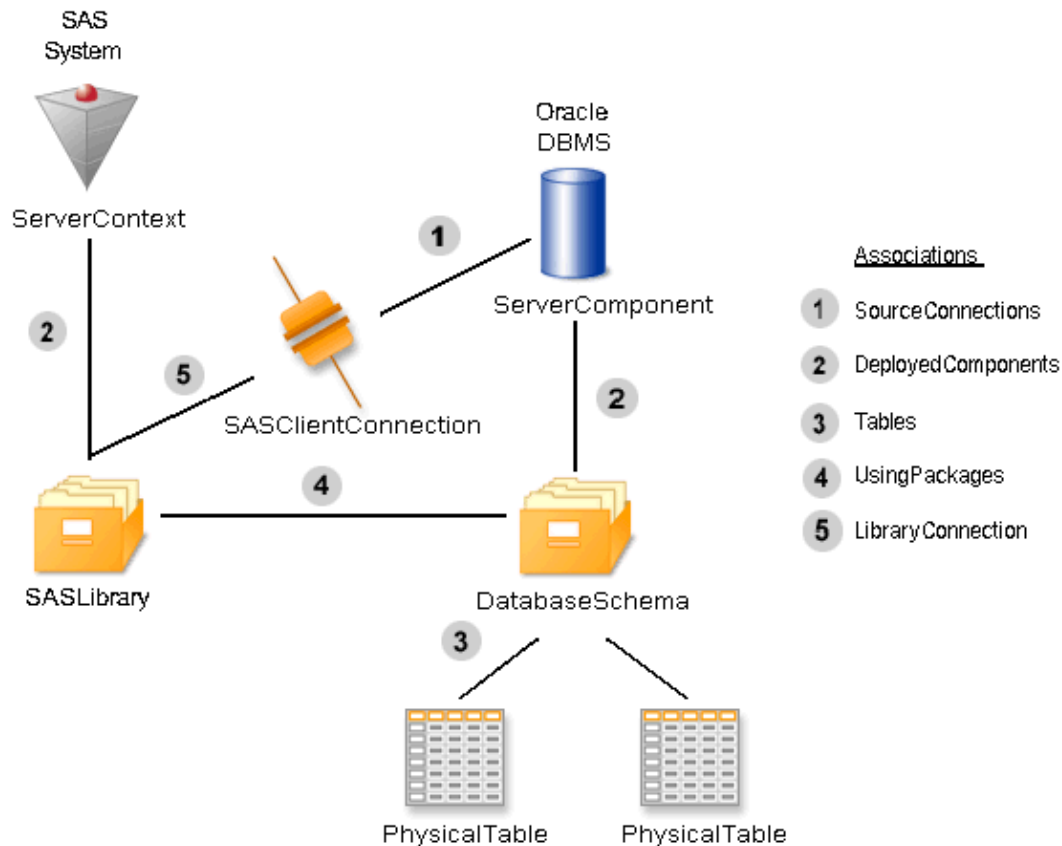 SAS
System
ServerContext
Oracle
DBMS
ServerComponent
1
2
5
SASClientConnection
2
4
SASLibrary
DatabaseSchema
3
PhysicalTable
PhysicalTable
Associations
1 SourceConnections
2 DeployedComponents
3 Tables
4 UsingPackages
5 LibraryConnection